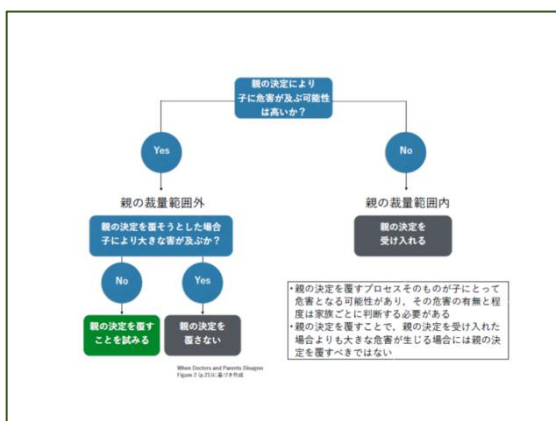 親の決定により
子に危害が及ぶ可能性
は高いか？
Yes
No
親の裁量範囲外
親の裁量範囲内
親の決定を覆そうとした場合
子により大きな害が及ぶか？
親の決定を
受け入れる
No
Yes
親の決定を覆す
ことを試みる
親の決定を
覆さない
・親の決定を覆すプロセスそのものが子にとって
危害となる可能性があり，その危害の有無と程
度は家族ごとに判断する必要がある
・親の決定を覆すことで，親の決定を受け入れた
場合よりも大きな危害が生じる場合には親の決
定を覆すべきではない
When Doctors and Parents Disagree
Figure 2 (p.21)に基づき作成